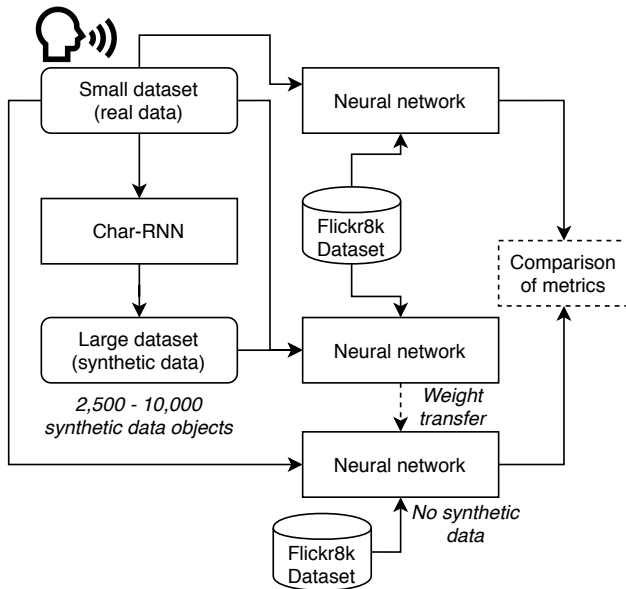 Small dataset
(real data)
Neural network
Char-RNN
Flickr8k
Dataset
Comparison
of metrics
Large dataset
(synthetic data)
Neural network
2,500 - 10,000
synthetic data objects
Weight
transfer
Neural network
No synthetic
data
Flickr8k
Dataset